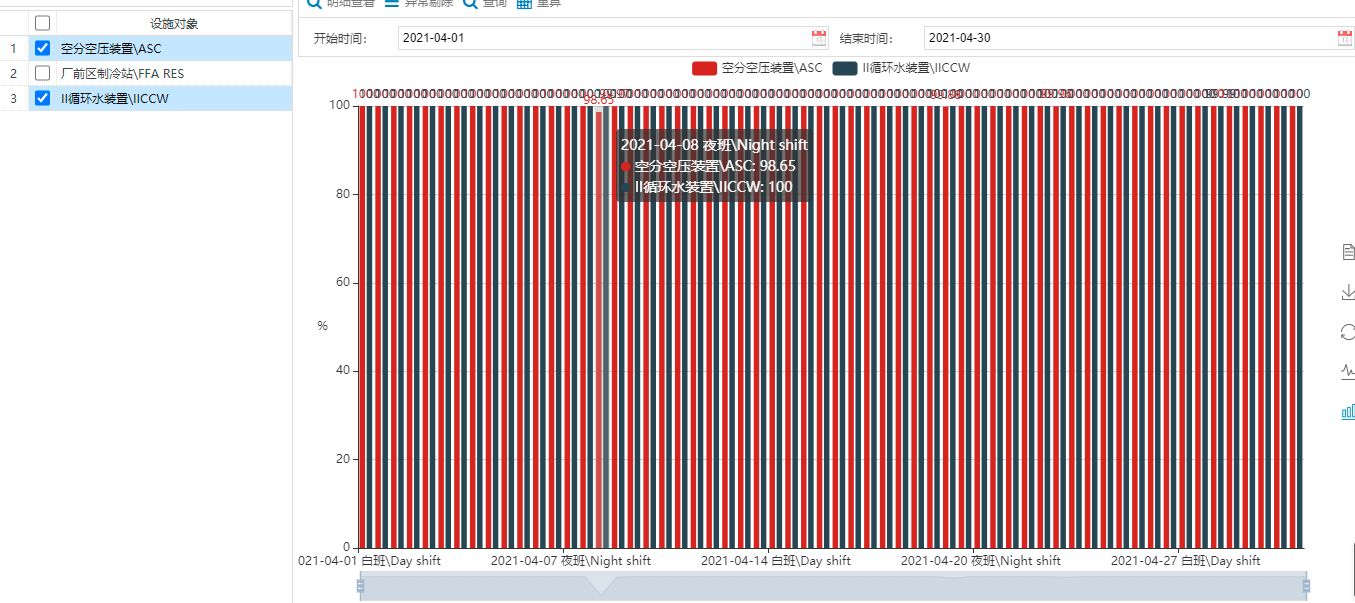 明细查看 异常剔除 查询 重算
设施对象
1 空分空压装置\ASC
2 厂前区制冷站\FFA RES
3 II循环水装置\IICCW
开始时间: 2021-04-01 结束时间: 2021-04-30
空分空压装置\ASC II循环水装置\IICCW
98.65
100
80
60
%
40
20
0
2021-04-08 夜班\Night shift
空分空压装置\ASC: 98.65
II循环水装置\IICCW: 100
021-04-01 白班\Day shift 2021-04-07 夜班\Night shift 2021-04-14 白班\Day shift 2021-04-20 夜班\Night shift 2021-04-27 白班\Day shift